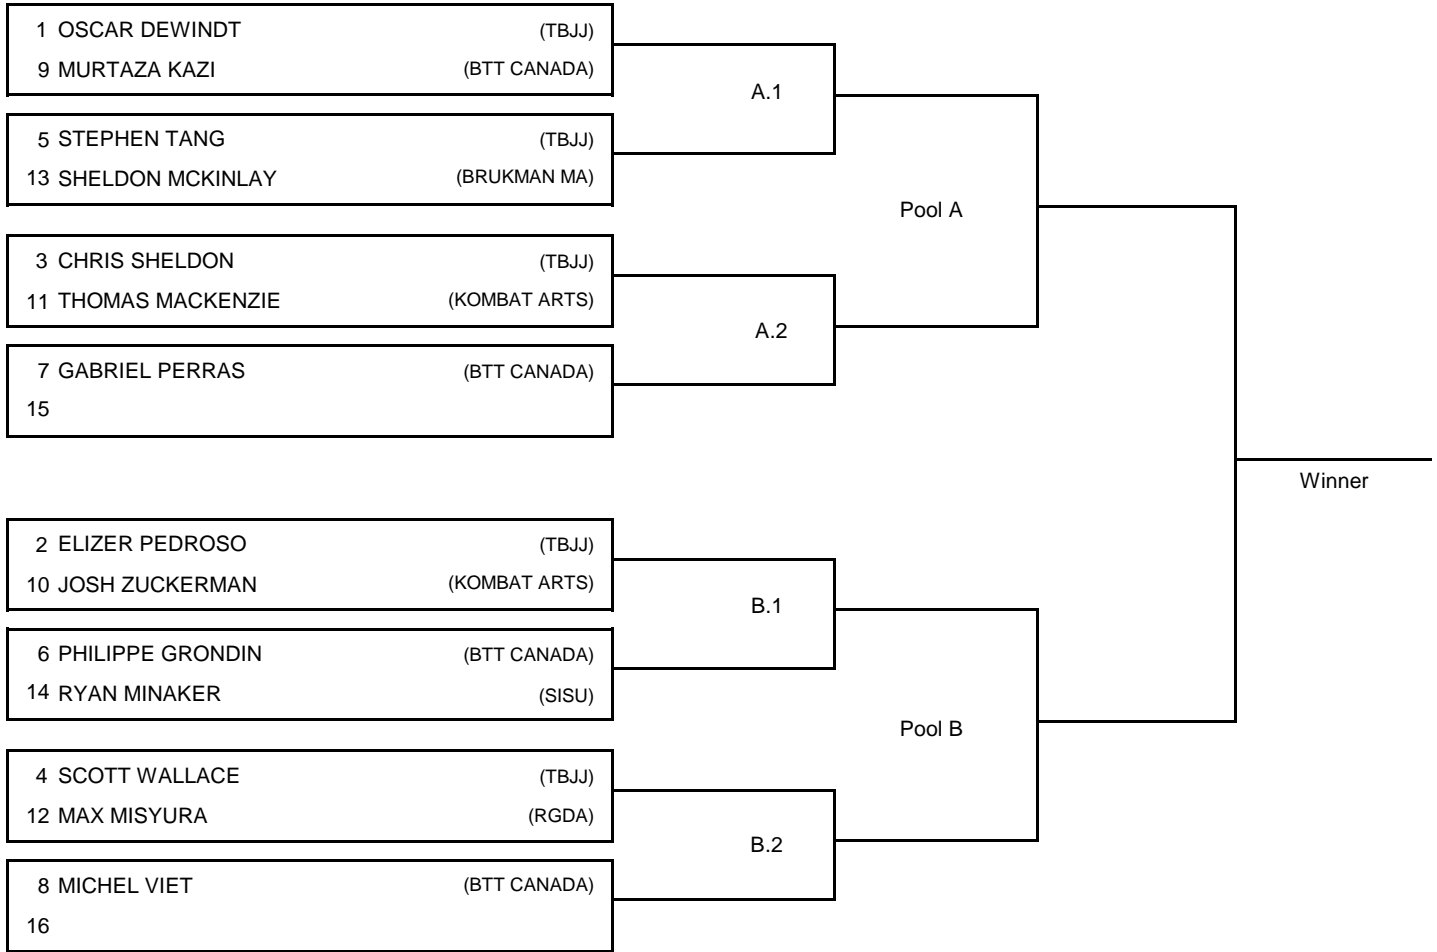 1 OSCAR DEWINDT (TBJJ)
9 MURTAZA KAZI (BTT CANADA)
A.1
5 STEPHEN TANG (TBJJ)
13 SHELDON MCKINLAY (BRUKMAN MA)
Pool A
3 CHRIS SHELDON (TBJJ)
11 THOMAS MACKENZIE (KOMBAT ARTS)
A.2
7 GABRIEL PERRAS (BTT CANADA)
15
Winner
2 ELIZER PEDROSO (TBJJ)
10 JOSH ZUCKERMAN (KOMBAT ARTS)
B.1
6 PHILIPPE GRONDIN (BTT CANADA)
14 RYAN MINAKER (SISU)
Pool B
4 SCOTT WALLACE (TBJJ)
12 MAX MISYURA (RGDA)
B.2
8 MICHEL VIET (BTT CANADA)
16